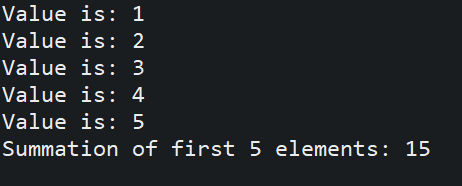 Value is: 1
Value is: 2
Value is: 3
Value is: 4
Value is: 5
Summation of first 5 elements: 15